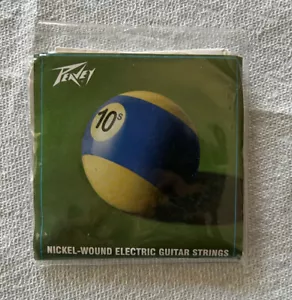 PEAVEY
10s
NICKEL-WOUND ELECTRIC GUITAR STRINGS